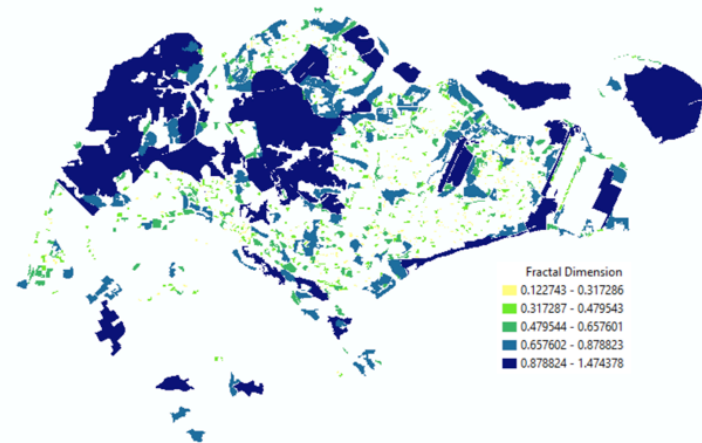 Fractal Dimension
0.122743 - 0.317286
0.317287 - 0.479543
0.479544 - 0.657601
0.657602 - 0.878823
0.878824 - 1.474378